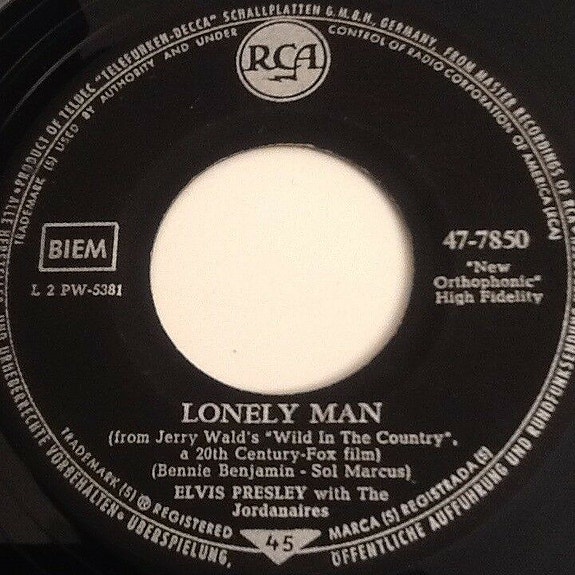 PRODUCT OF TELDEC »TELEFUNKEN-DECCA« SCHALLPLATTEN G.M.B.H. GERMANY, FROM MASTER RECORDINGS OF RCA
TRADEMARK (S) USED BY AUTHORITY AND UNDER CONTROL OF RADIO CORPORATION OF AMERICA (RCA)
RCA
BIEM
L 2 PW-5381
47-7850
"New
Orthophonic"
High Fidelity
LONELY MAN
(from Jerry Wald's "Wild In The Country",
a 20th Century-Fox film)
(Bennie Benjamin - Sol Marcus)
ELVIS PRESLEY with The
Jordanaires
TRADEMARK (S) ® REGISTERED
MARCA (S) REGISTRADA (S)
45
URHEBERRECHTE VORBEHALTEN · ÜBERSPIELUNG,
ÖFFENTLICHE AUFFÜHRUNG UND RUNDFUNKSENDUNG